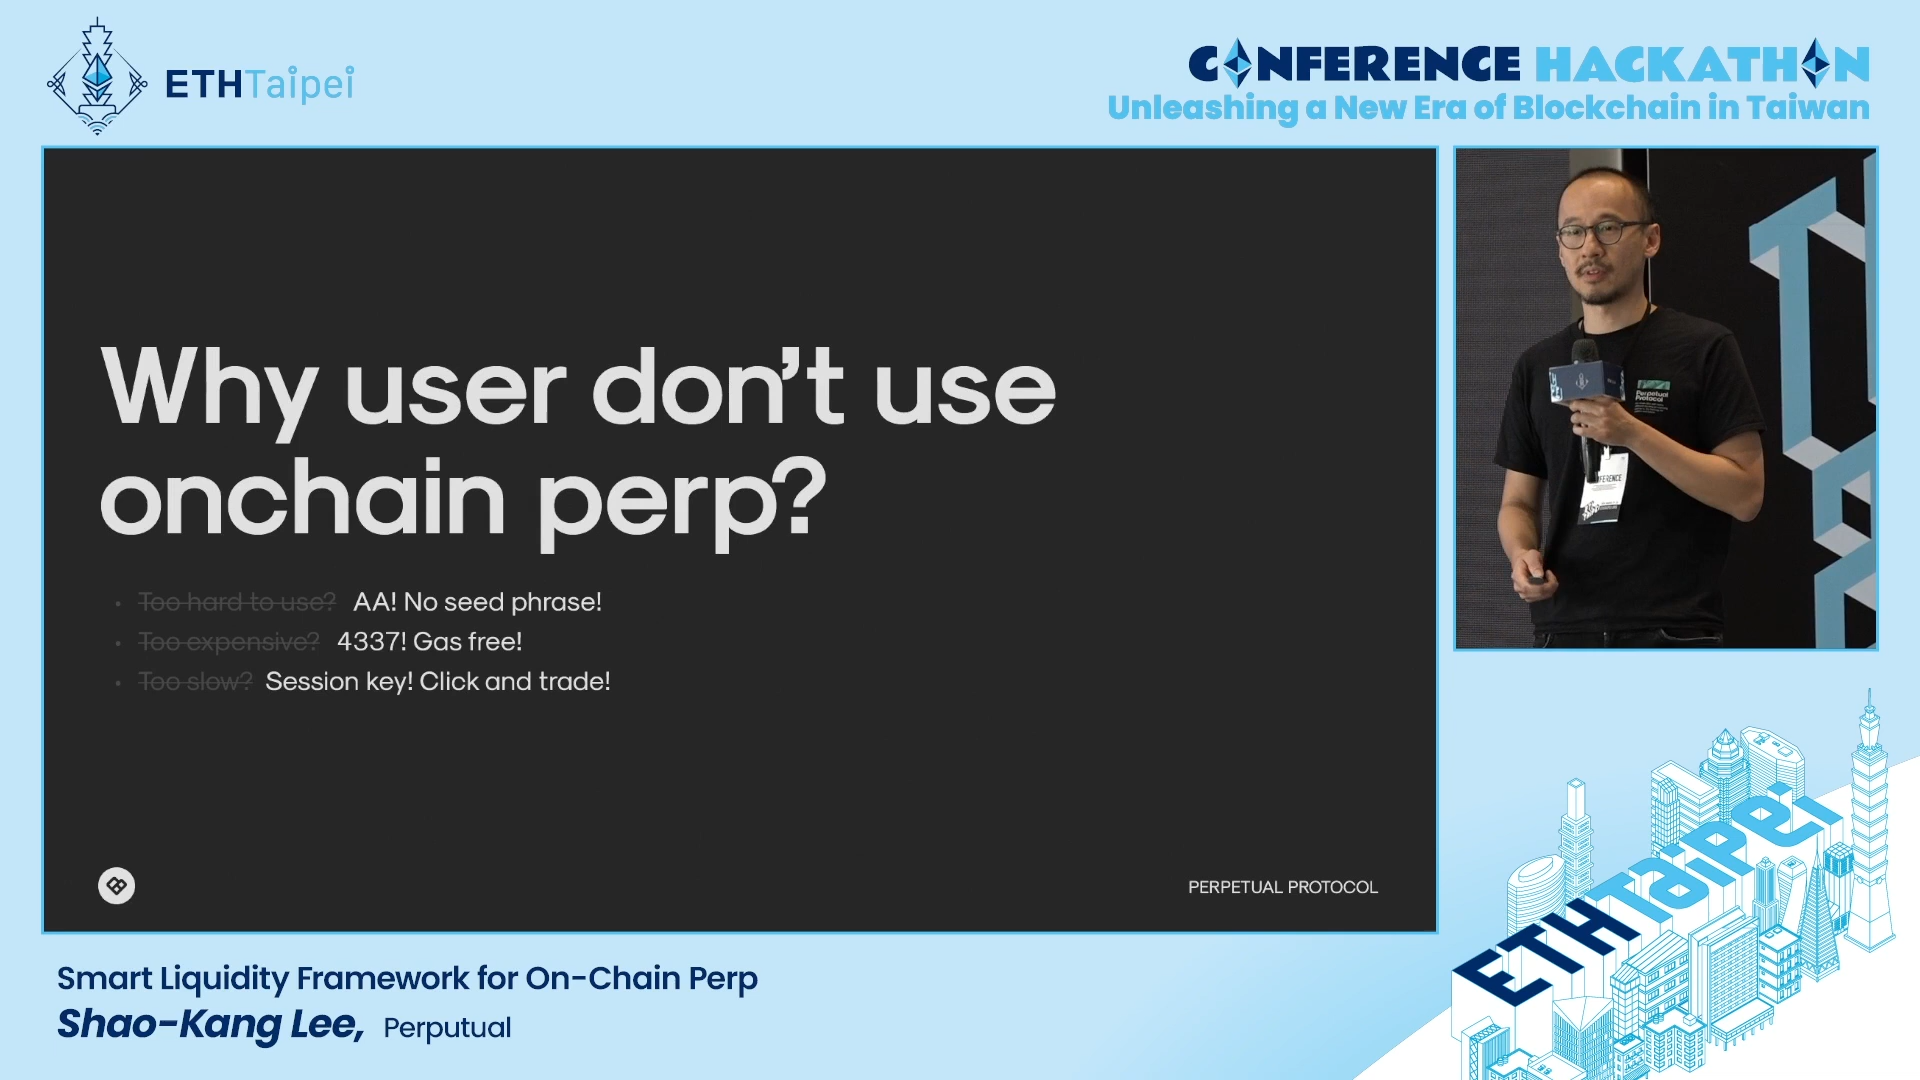 ETHTaipei
CONFERENCE HACKATHON
Unleashing a New Era of Blockchain in Taiwan
Why user don’t use
onchain perp?
• Too hard to use? AA! No seed phrase!
• Too expensive? 4337! Gas free!
• Too slow? Session key! Click and trade!
PERPETUAL PROTOCOL
Perpetual
Protocol
ETHTaipei
Smart Liquidity Framework for On-Chain Perp
Shao-Kang Lee, Perputual